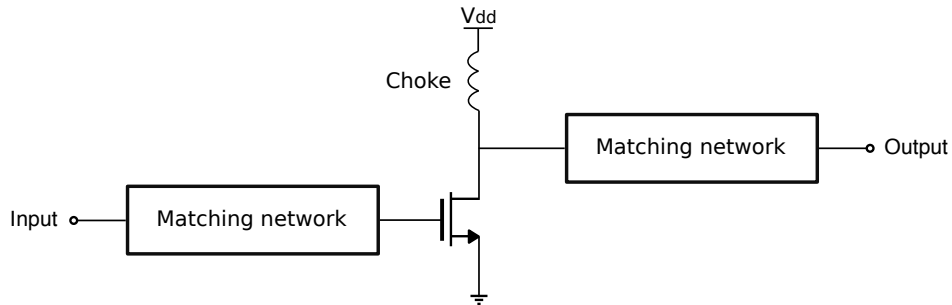 Vdd
Choke
Matching network
Output
Input
Matching network